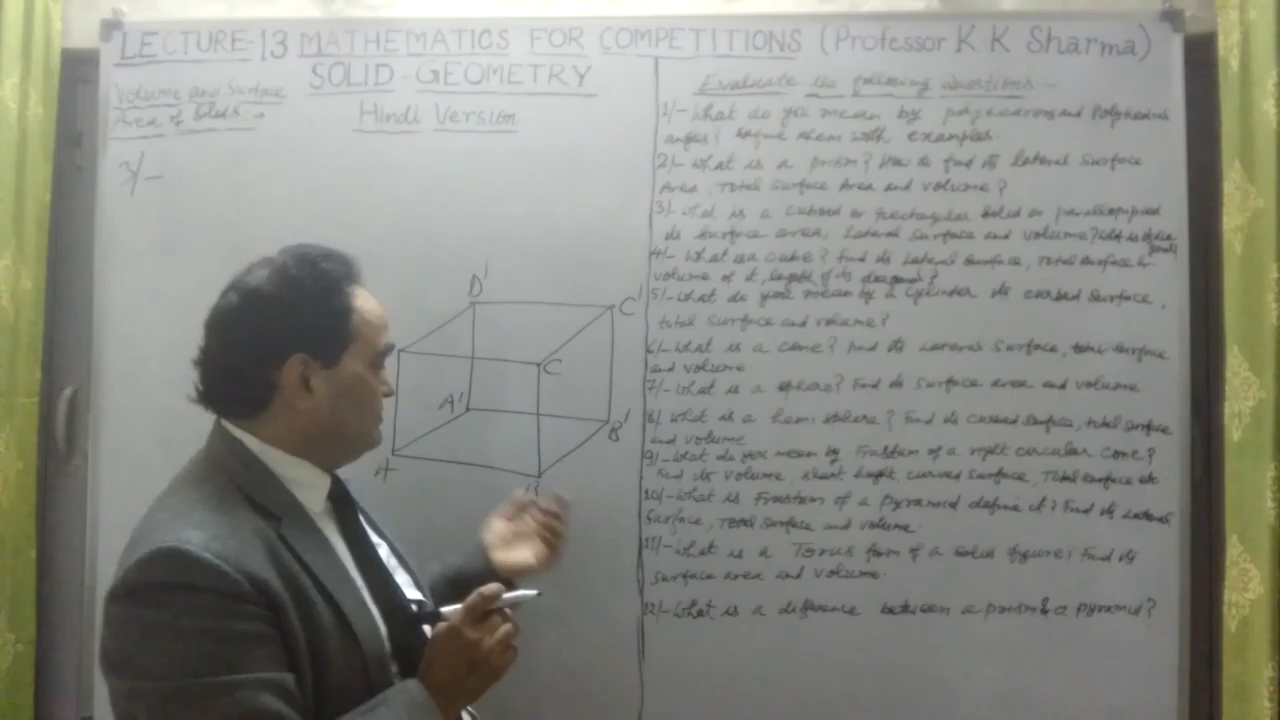 LECTURE-13 MATHEMATICS FOR COMPETITIONS (Professor K K Sharma)
SOLID-GEOMETRY
Volume and Surface
Area of Solids:-
Hindi Version
3/-
D'
C'
C
A'
B'
A
B
Evaluate the following questions:-
1/- What do you mean by polyhedrons and Polyhedral
angles? define them with examples.
2/- What is a prism? How to find its lateral Surface
Area, Total Surface Area and volume?
3/- What is a cuboid or rectangular Solid or
its Surface area, Lateral Surface and volume?
4/- What is a cube? Find its Lateral Surface, Total Surface &
volume of it, length of its diagonal?
5/- What do you mean by a Cylinder its curved Surface,
total Surface and volume?
6/- What is a cone? Find its Lateral Surface, total Surface
and volume
7/- What is a sphere? Find its Surface area and volume
8/- What is a hemi sphere? Find its curved Surface, total surface
and volume
9/- What do you mean by Frustum of a right circular cone?
Find its volume, slant height, curved Surface, Total Surface etc
10/- What is Frustum of a Pyramid define it? Find its Lateral
Surface, Total Surface and volume.
11/- What is a Torus form of a solid figure; Find its
Surface area and volume.
12/- What is a difference between a prism & a pyramid?